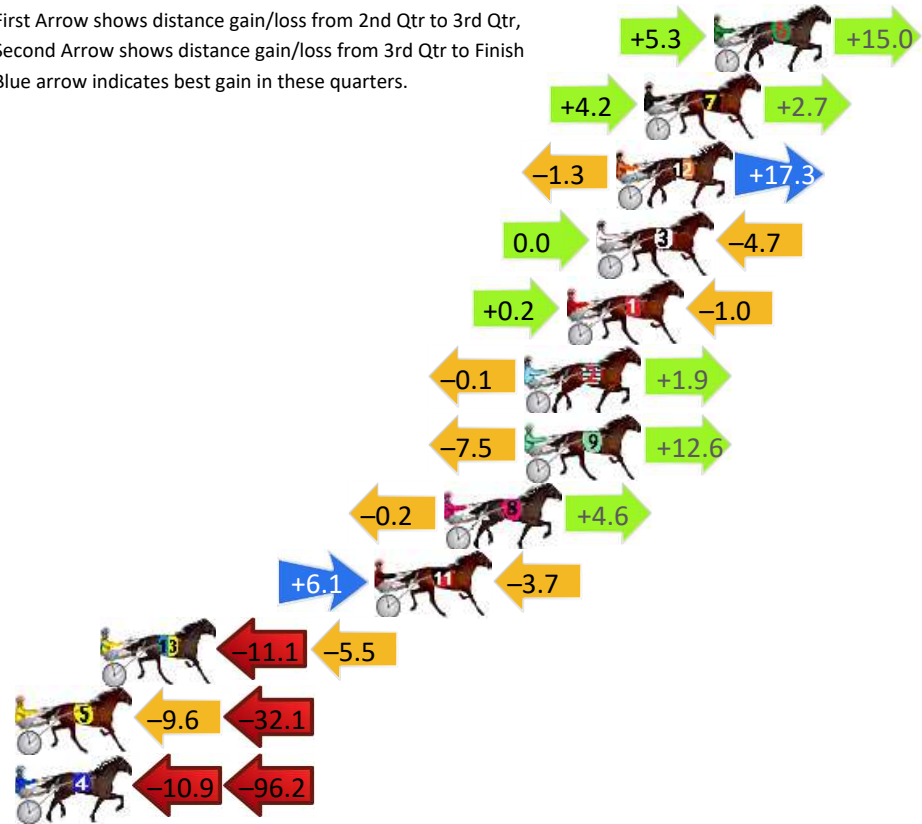 First Arrow shows distance gain/loss from 2nd Qtr to 3rd Qtr,
Second Arrow shows distance gain/loss from 3rd Qtr to Finish
Blue arrow indicates best gain in these quarters.
+5.3 +15.0
+4.2 7 +2.7
–1.3 12 +17.3
0.0 3 –4.7
+0.2 1 –1.0
–0.1 2 +1.9
–7.5 9 +12.6
–0.2 8 +4.6
+6.1 11 –3.7
13 –11.1 –5.5
5 –9.6 –32.1
4 –10.9 –96.2